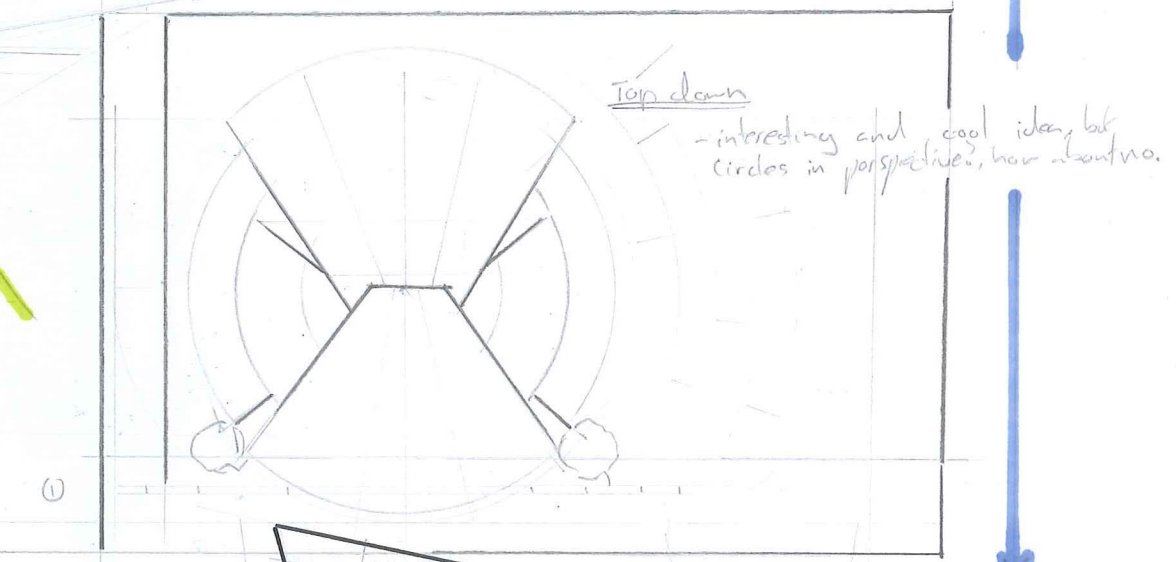 Top down
- interesting and cool idea, but
circles in perspective, how about no.
①